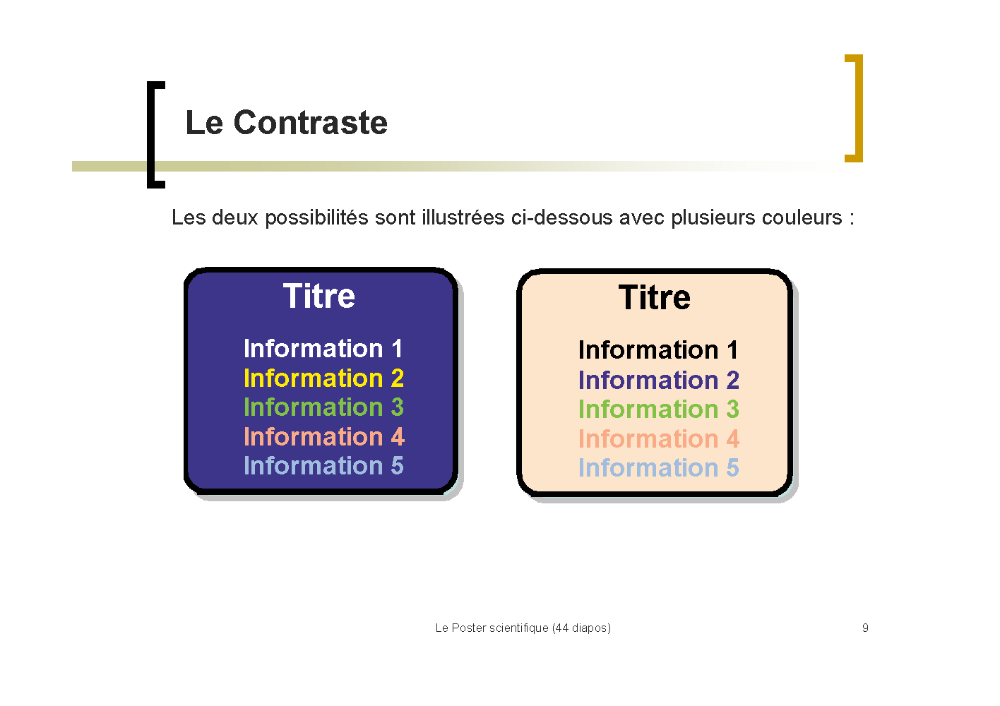 Le Contraste
Les deux possibilités sont illustrées ci-dessous avec plusieurs couleurs :
Titre
Information 1
Information 2
Information 3
Information 4
Information 5
Titre
Information 1
Information 2
Information 3
Information 4
Information 5
Le Poster scientifique (44 diapos)
9